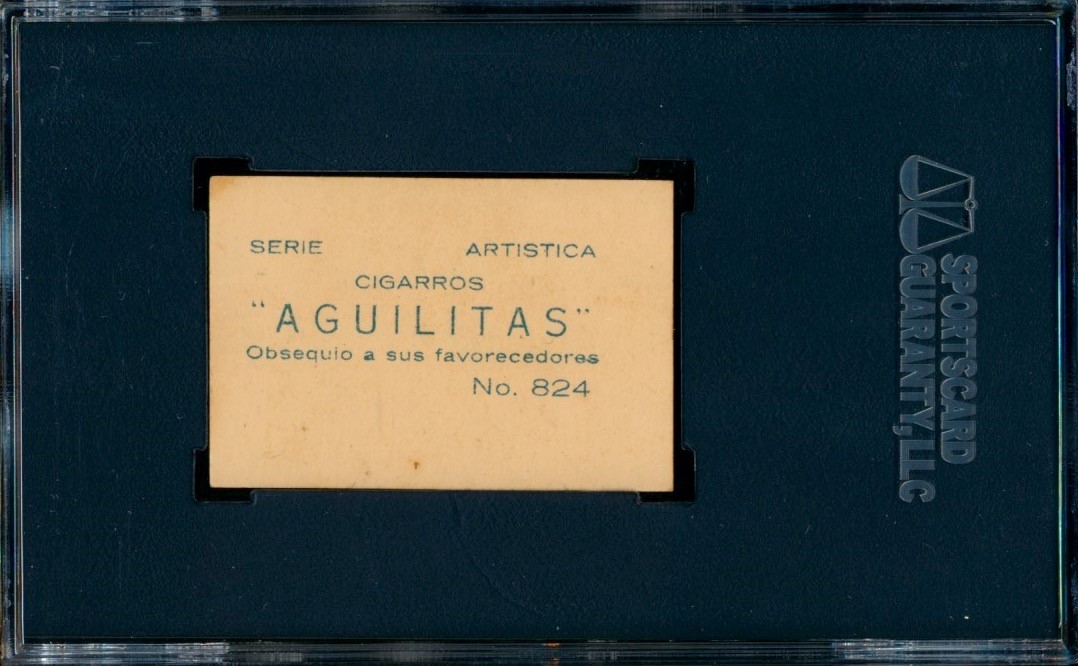 SERIE ARTISTICA
CIGARROS
"AGUILITAS"
Obsequio a sus favorecedores
No. 824
SPORTSCARD
GUARANTY, LLC